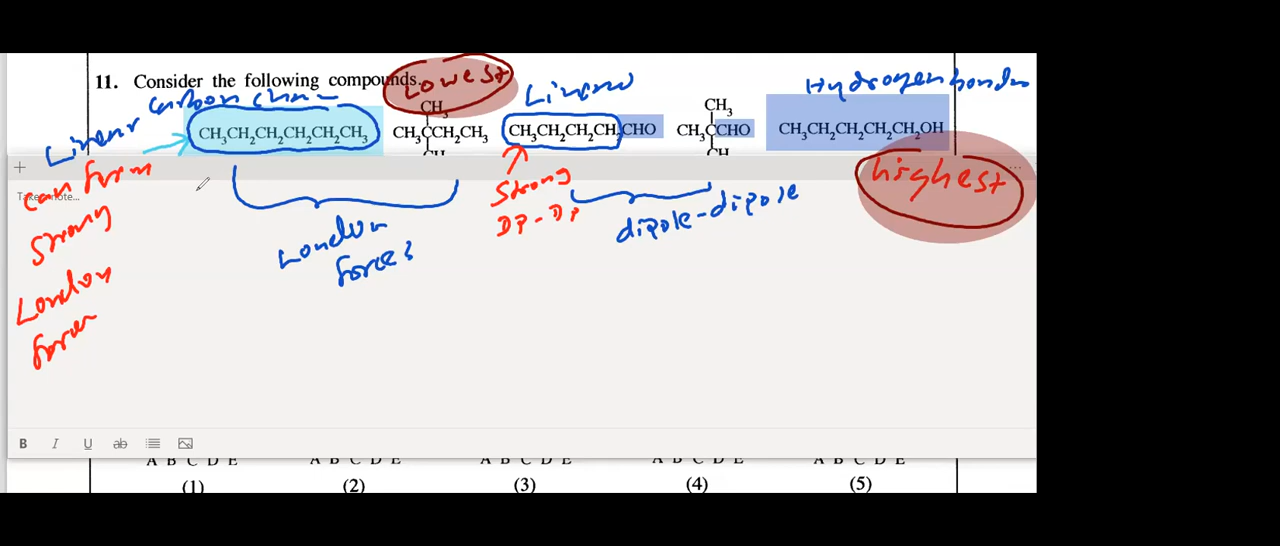 11. Consider the following compounds.
Lowest
Hydrogen bonds
Linear
carbon chain
CH₃CH₂CH₂CH₂CH₂CH₃
CH₃CCH₂CH₃
CH₃CH₂CH₂CH₂CHO
CH₃
CH₃CCHO
CH₃CH₂CH₂CH₂CH₂OH
Linear
can form
strong
London
forces
London
forces
Strong
DP-DP
dipole-dipole
highest
B I U ab
A B C D E A B C D E A B C D E A B C D E A B C D E
(1) (2) (3) (4) (5)